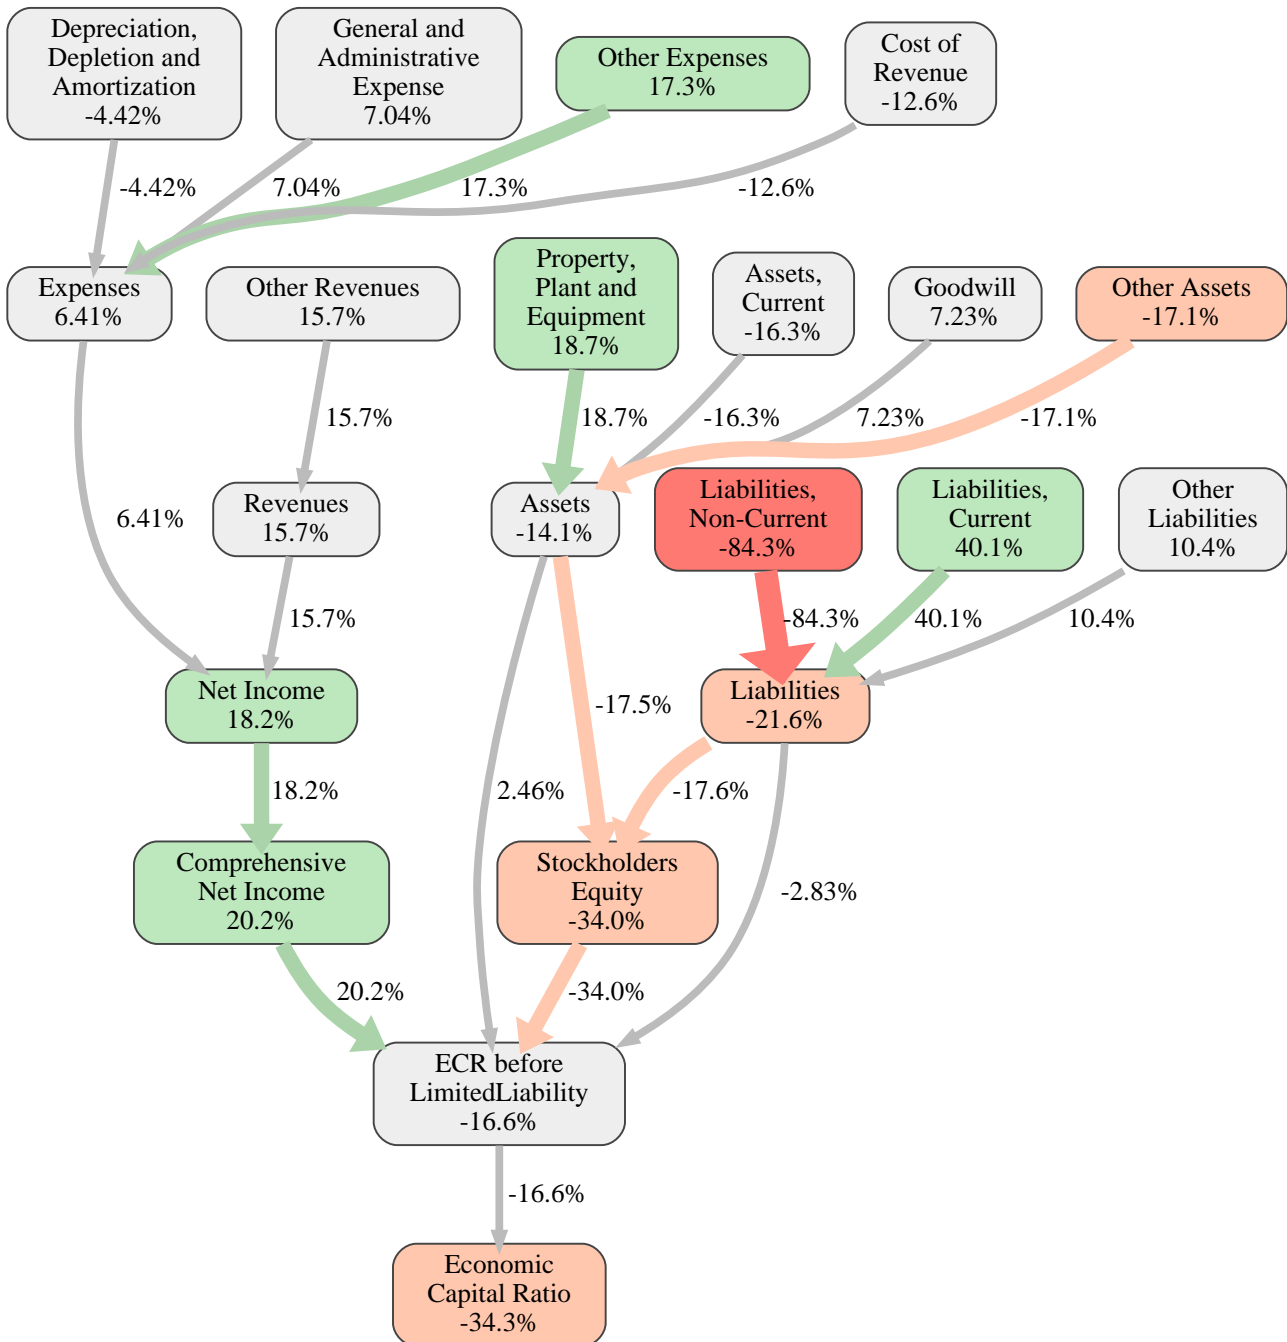 Depreciation,
Depletion and
Amortization
-4.42%
General and
Administrative
Expense
7.04%
Other Expenses
17.3%
Cost of
Revenue
-12.6%
-4.42%
7.04%
17.3%
-12.6%
Expenses
6.41%
Other Revenues
15.7%
Property,
Plant and
Equipment
18.7%
Assets,
Current
-16.3%
Goodwill
7.23%
Other Assets
-17.1%
15.7%
18.7%
-16.3%
7.23%
-17.1%
6.41%
Revenues
15.7%
Assets
-14.1%
Liabilities,
Non-Current
-84.3%
Liabilities,
Current
40.1%
Other
Liabilities
10.4%
15.7%
-84.3%
40.1%
10.4%
Net Income
18.2%
-17.5%
Liabilities
-21.6%
18.2%
2.46%
-17.6%
Comprehensive
Net Income
20.2%
Stockholders
Equity
-34.0%
-2.83%
20.2%
-34.0%
ECR before
LimitedLiability
-16.6%
-16.6%
Economic
Capital Ratio
-34.3%